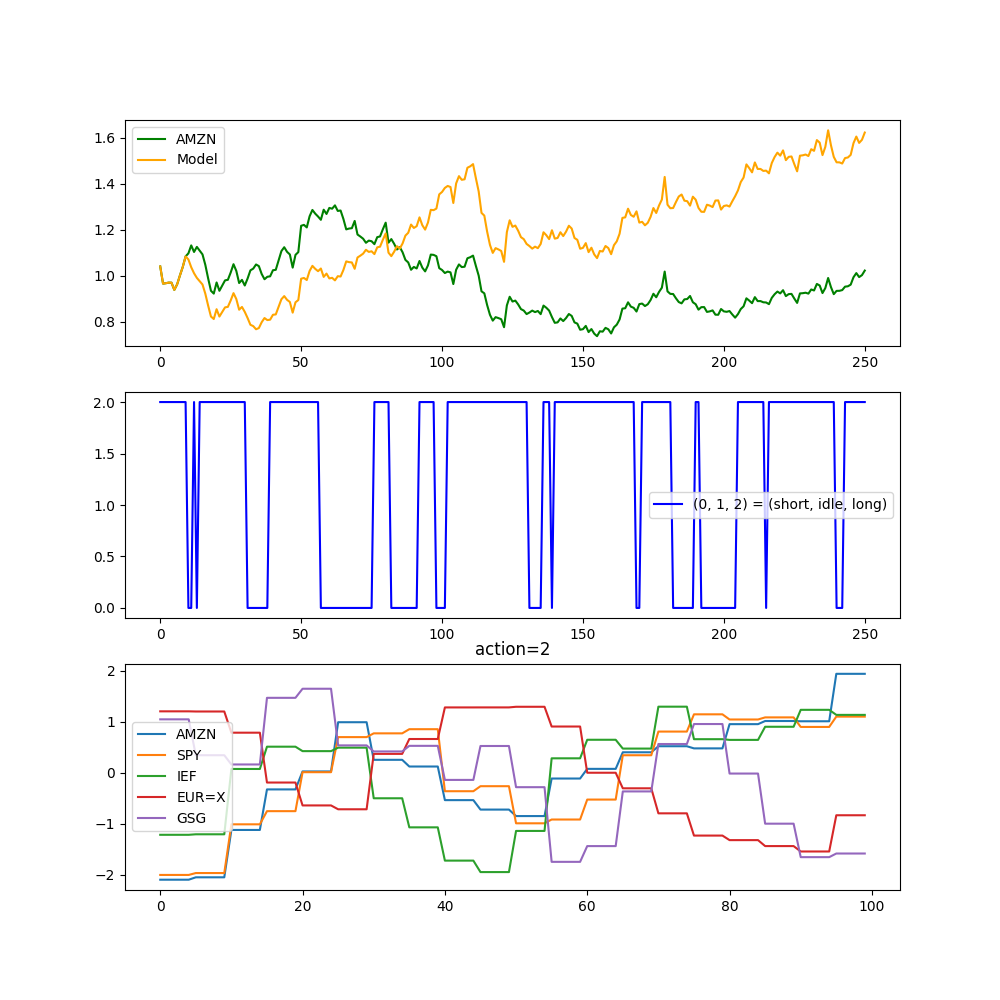 1.6
1.4
1.2
1.0
0.8
AMZN
Model
0 50 100 150 200 250
2.0
1.5
1.0
0.5
0.0
(0, 1, 2) = (short, idle, long)
0 50 100 150 200 250
action=2
2
1
0
−1
−2
AMZN
SPY
IEF
EUR=X
GSG
0 20 40 60 80 100